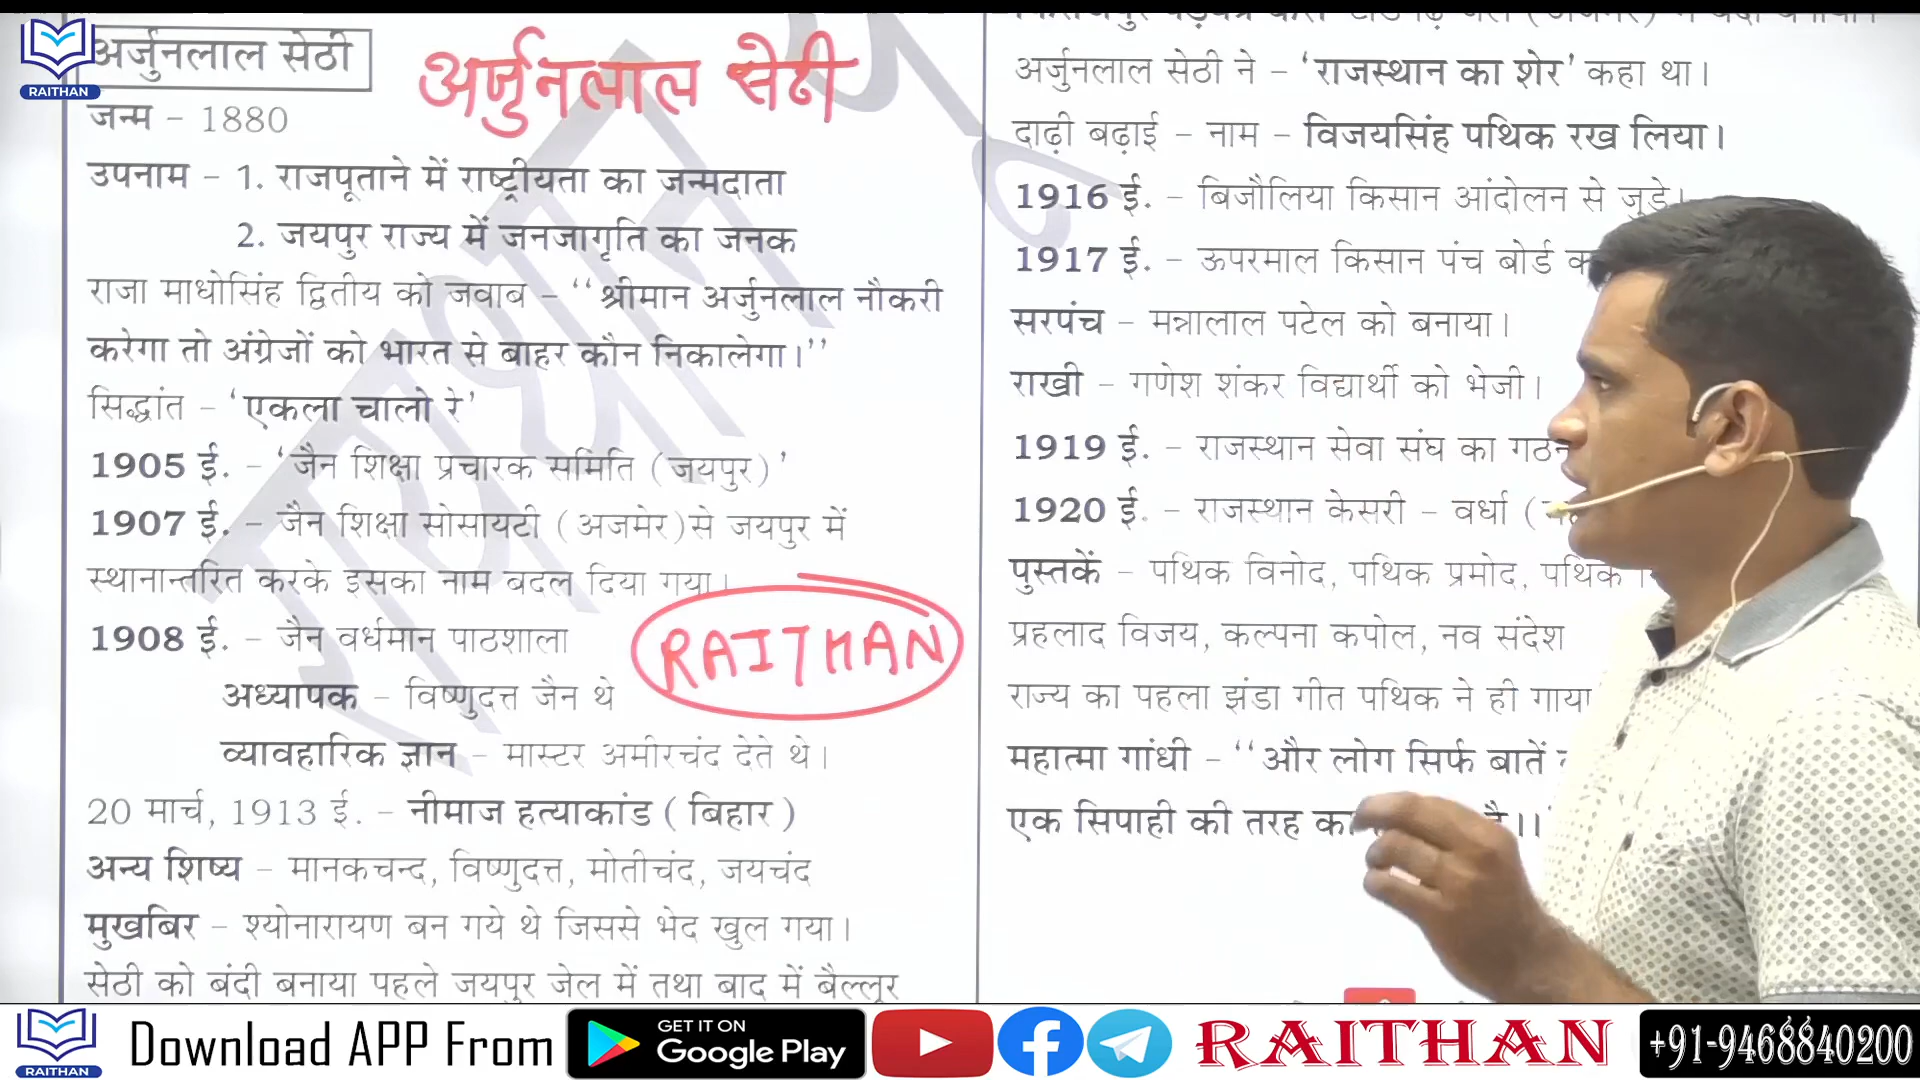 RAITHAN
अर्जुनलाल सेठी
अर्जुनलाल सेठी
जन्म – 1880
उपनाम – 1. राजपूताने में राष्ट्रीयता का जन्मदाता
2. जयपुर राज्य में जनजागृति का जनक
राजा माधोसिंह द्वितीय को जवाब – ‘‘श्रीमान अर्जुनलाल नौकरी
करेगा तो अंग्रेजों को भारत से बाहर कौन निकालेगा।’’
सिद्धांत – ‘एकला चालो रे’
1905 ई. – ‘जैन शिक्षा प्रचारक समिति (जयपुर)’
1907 ई. – जैन शिक्षा सोसायटी (अजमेर)से जयपुर में
स्थानान्तरित करके इसका नाम बदल दिया गया।
1908 ई. – जैन वर्धमान पाठशाला
RAITHAN
अध्यापक – विष्णुदत्त जैन थे
व्यावहारिक ज्ञान – मास्टर अमीरचंद देते थे।
20 मार्च, 1913 ई. – नीमाज हत्याकांड ( बिहार )
अन्य शिष्य – मानकचन्द, विष्णुदत्त, मोतीचंद, जयचंद
मुखबिर – श्योनारायण बन गये थे जिससे भेद खुल गया।
सेठी को बंदी बनाया पहले जयपुर जेल में तथा बाद में बैल्लूर
अर्जुनलाल सेठी ने – ‘राजस्थान का शेर’ कहा था।
दाढ़ी बढ़ाई – नाम – विजयसिंह पथिक रख लिया।
1916 ई. – बिजौलिया किसान आंदोलन से जुड़े।
1917 ई. – ऊपरमाल किसान पंच बोर्ड
सरपंच – मन्नालाल पटेल को बनाया।
राखी – गणेश शंकर विद्यार्थी को भेजी।
1919 ई. – राजस्थान सेवा संघ का
1920 ई. – राजस्थान केसरी – वर्धा (
पुस्तकें – पथिक विनोद, पथिक प्रमोद, पथिक
प्रहलाद विजय, कल्पना कपोल, नव संदेश
राज्य का पहला झंडा गीत पथिक ने ही गाया
महात्मा गांधी – ‘‘और लोग सिर्फ बातें
एक सिपाही की तरह
RAITHAN
Download APP From
GET IT ON
Google Play
RAITHAN
+91-9468840200